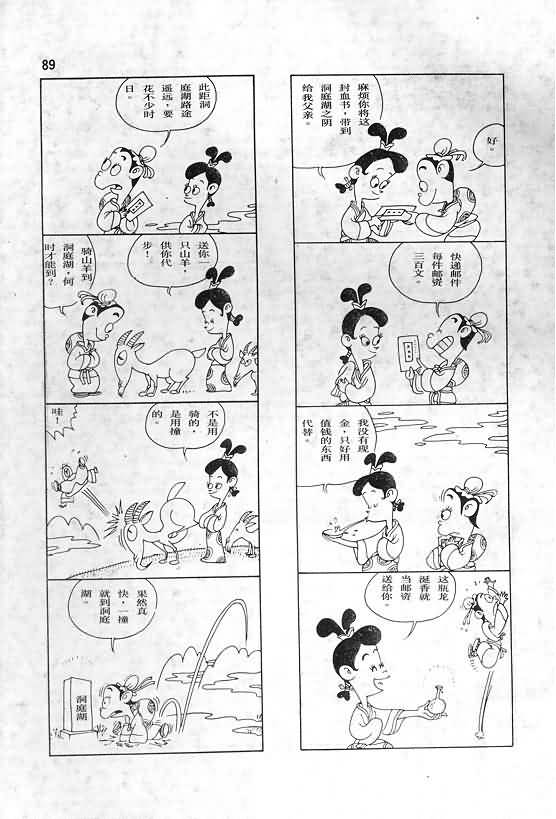 89
好。
麻烦你将这
封血书，带到
洞庭湖之阴
给我父亲。
快递邮件
每件邮资
三百文。
我没有现
金，只好用
值钱的东西
代替。
这瓶龙
涎香就
当邮资
送给你。
此距洞
庭湖路途
遥远，要
花不少时
日。
送你一
只山羊，
供你代
步！
骑山羊到
洞庭湖，何
时才能到？
不是用
骑的，
是用撞
的。
哇！
果然真
快，一撞
就到洞庭
湖。
洞庭湖